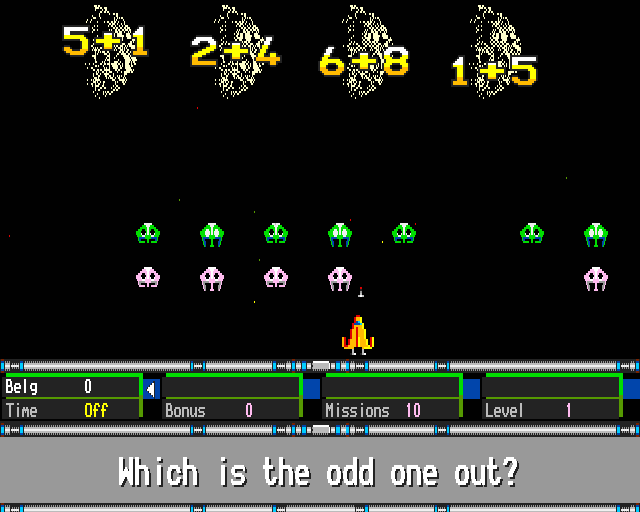 5+1 2+4 6+8 1+5
Belg 0
Time Off Bonus 0 Missions 10 Level 1
Which is the odd one out?